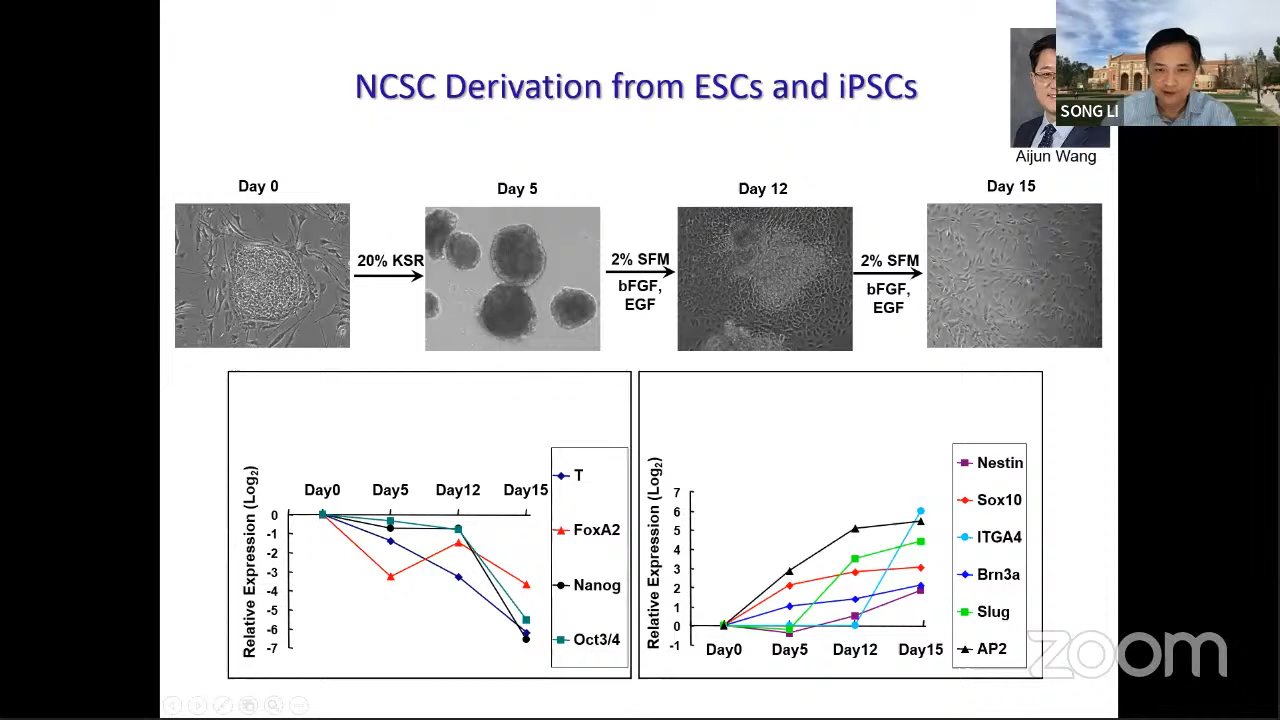 NCSC Derivation from ESCs and iPSCs
SONG LI
Aijun Wang
Day 0
Day 5
Day 12
Day 15
20% KSR
2% SFM
bFGF,
EGF
2% SFM
bFGF,
EGF
Relative Expression (Log2)
Day0 Day5 Day12 Day15
0
-1
-2
-3
-4
-5
-6
-7
T
FoxA2
Nanog
Oct3/4
Relative Expression (Log2)
7
6
5
4
3
2
1
0
-1
Day0 Day5 Day12 Day15
Nestin
Sox10
ITGA4
Brn3a
Slug
AP2
zoom